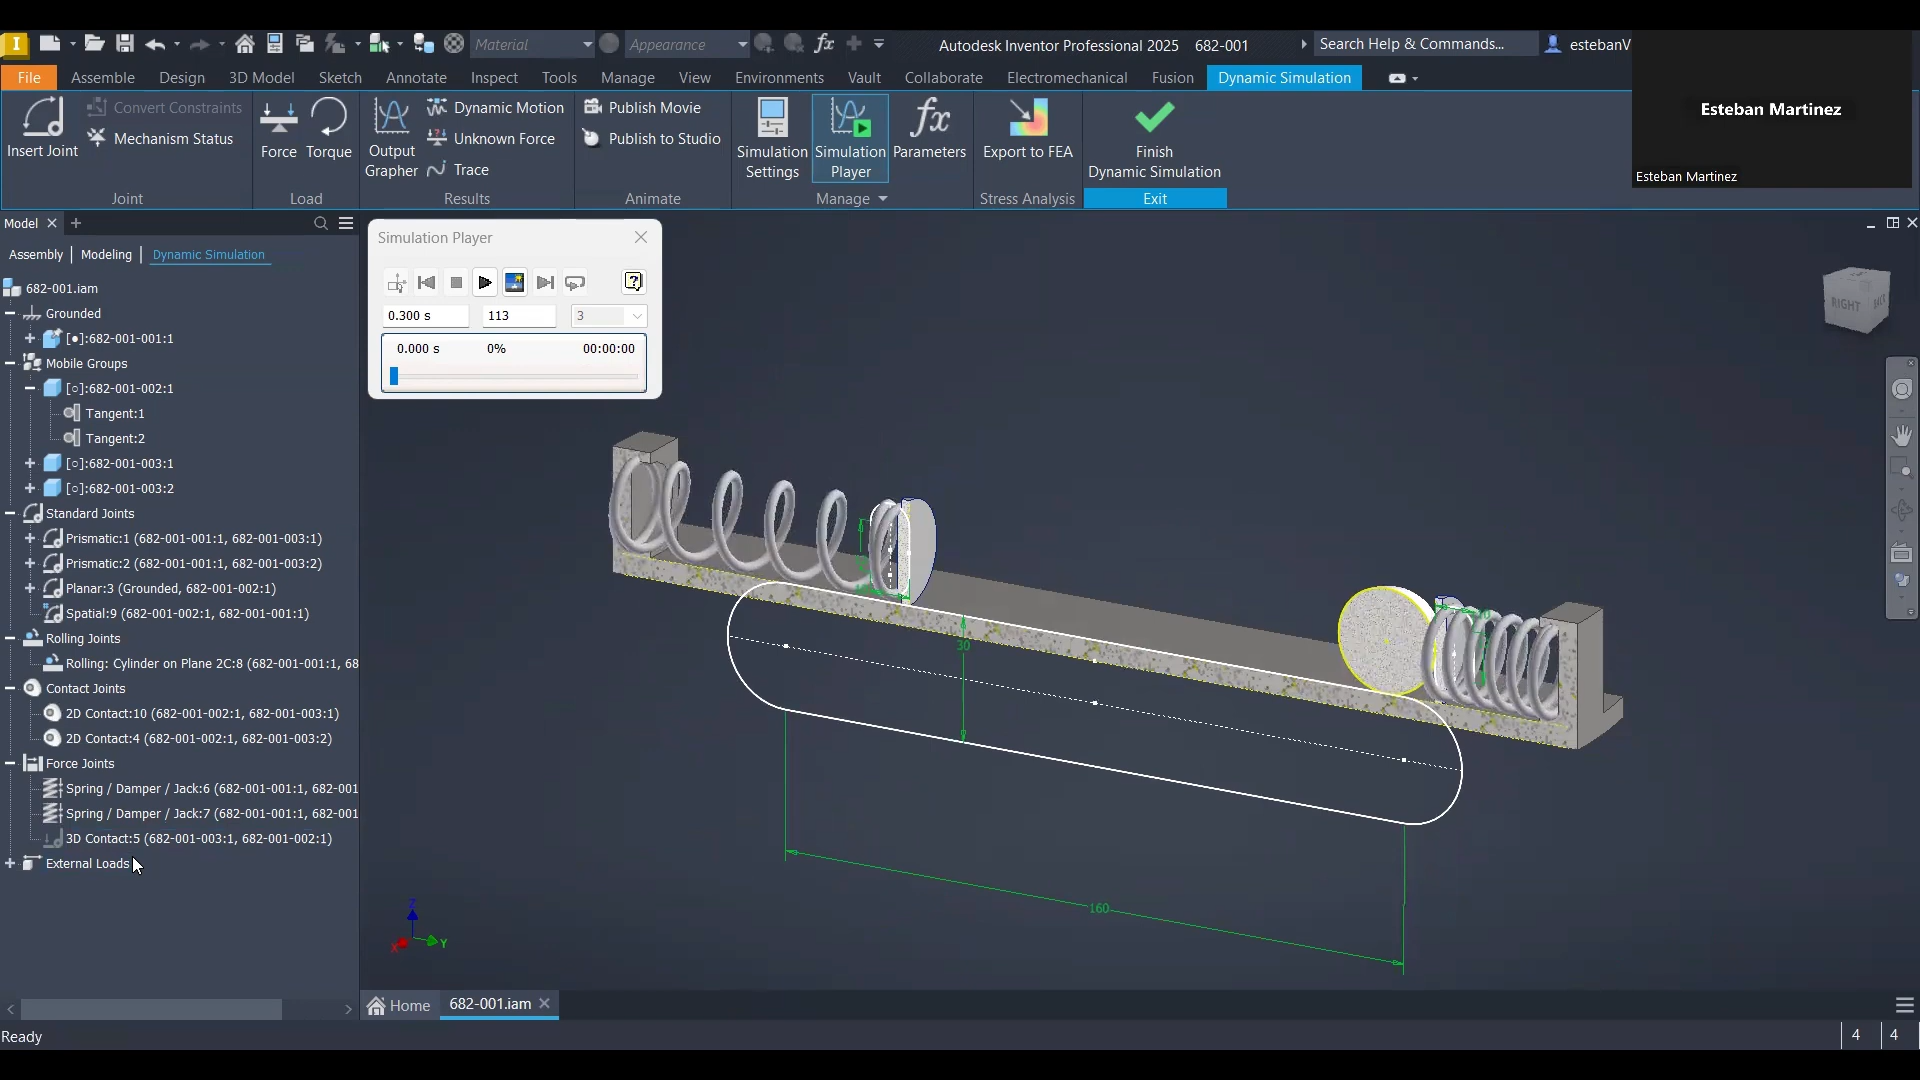 Material
Appearance
Autodesk Inventor Professional 2025 682-001
Search Help & Commands...
estebanV
File Assemble Design 3D Model Sketch Annotate Inspect Tools Manage View Environments Vault Collaborate Electromechanical Fusion Dynamic Simulation
Insert Joint
Convert Constraints
Mechanism Status
Joint
Force
Torque
Load
Output
Grapher
Dynamic Motion
Unknown Force
Trace
Results
Publish Movie
Publish to Studio
Animate
Simulation
Settings
Simulation
Player
Parameters
Manage
Export to FEA
Stress Analysis
Finish
Dynamic Simulation
Exit
Esteban Martinez
Esteban Martinez
Model
Assembly Modeling Dynamic Simulation
682-001.iam
Grounded
[●]:682-001-001:1
Mobile Groups
[○]:682-001-002:1
Tangent:1
Tangent:2
[○]:682-001-003:1
[○]:682-001-003:2
Standard Joints
Prismatic:1 (682-001-001:1, 682-001-003:1)
Prismatic:2 (682-001-001:1, 682-001-003:2)
Planar:3 (Grounded, 682-001-002:1)
Spatial:9 (682-001-002:1, 682-001-001:1)
Rolling Joints
Rolling: Cylinder on Plane 2C:8 (682-001-001:1, 68
Contact Joints
2D Contact:10 (682-001-002:1, 682-001-003:1)
2D Contact:4 (682-001-002:1, 682-001-003:2)
Force Joints
Spring / Damper / Jack:6 (682-001-001:1, 682-001
Spring / Damper / Jack:7 (682-001-001:1, 682-001
3D Contact:5 (682-001-003:1, 682-001-002:1)
External Loads
Simulation Player
0.300 s 113 3
0.000 s 0% 00:00:00
RIGHT BACK
30
160
Z
X
Y
Home 682-001.iam
Ready
4 4